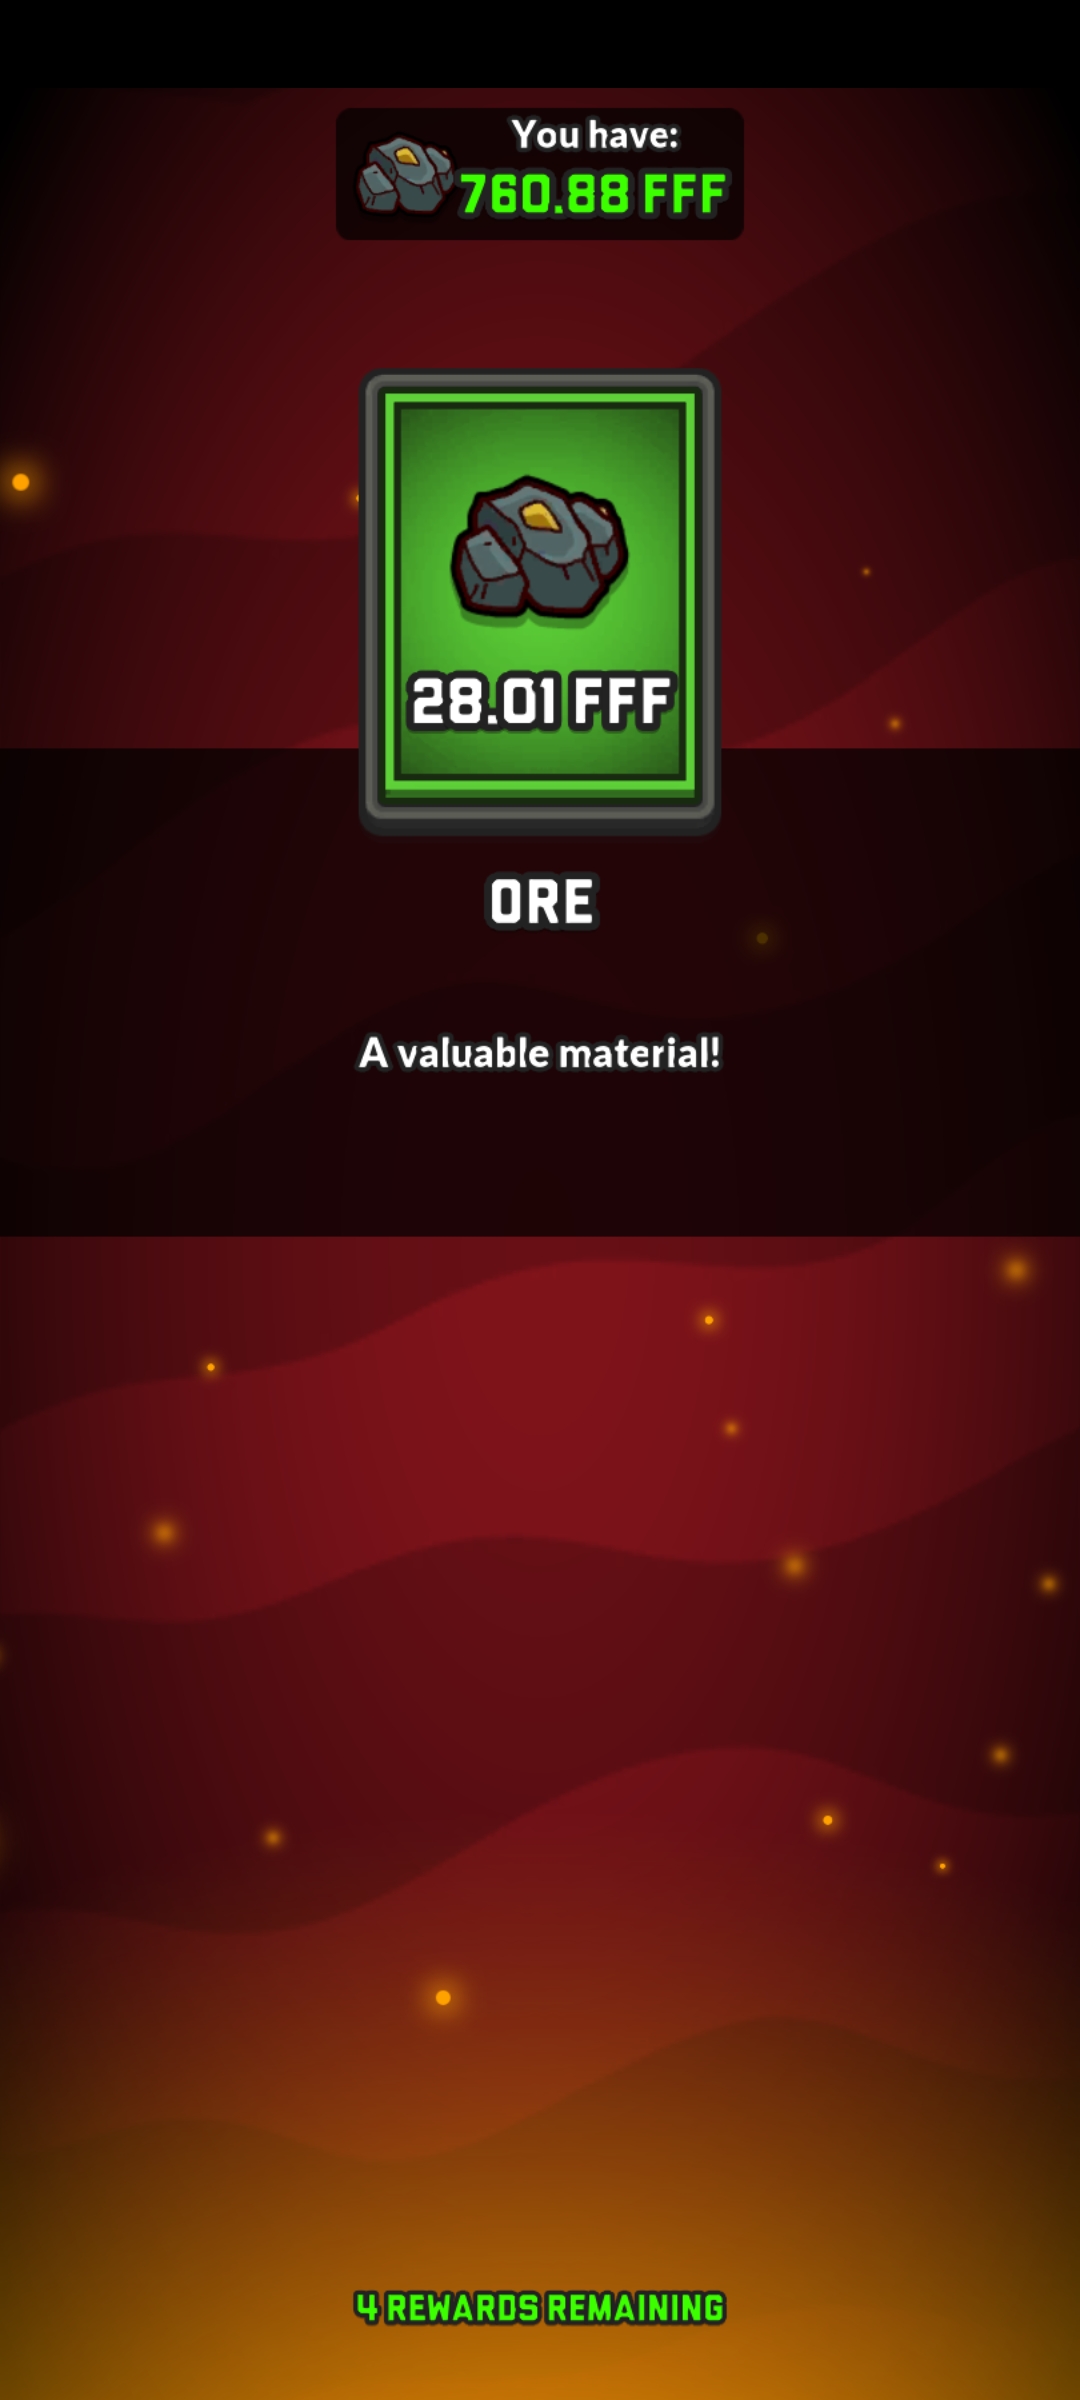 You have:
760.88 FFF
28.01 FFF
ORE
A valuable material!
4 REWARDS REMAINING